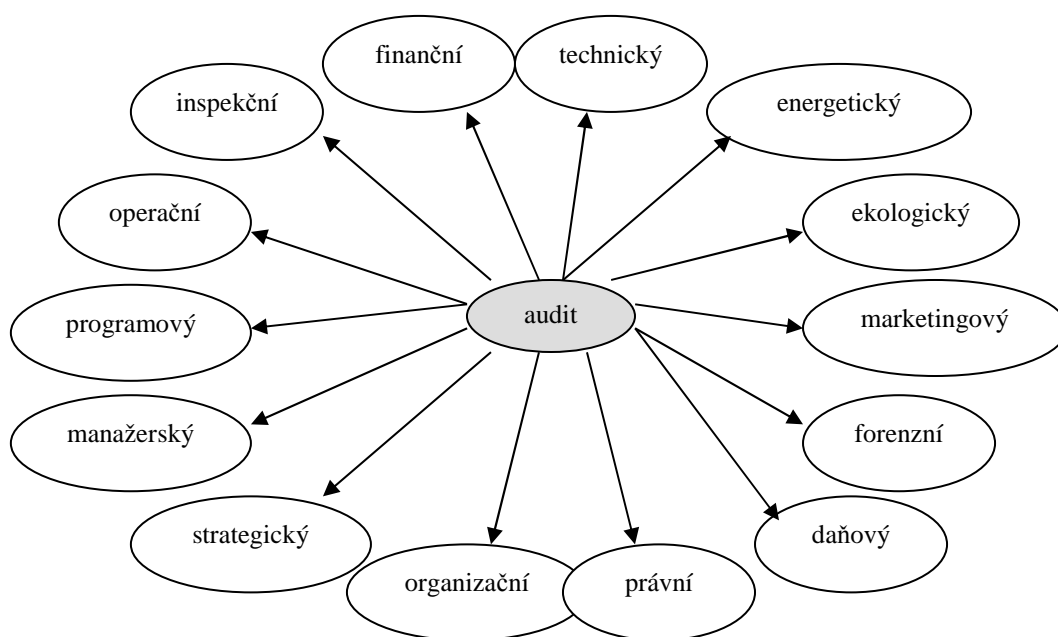 finanční
technický
inspekční
energetický
operační
ekologický
programový
audit
marketingový
manažerský
forenzní
strategický
daňový
organizační
právní